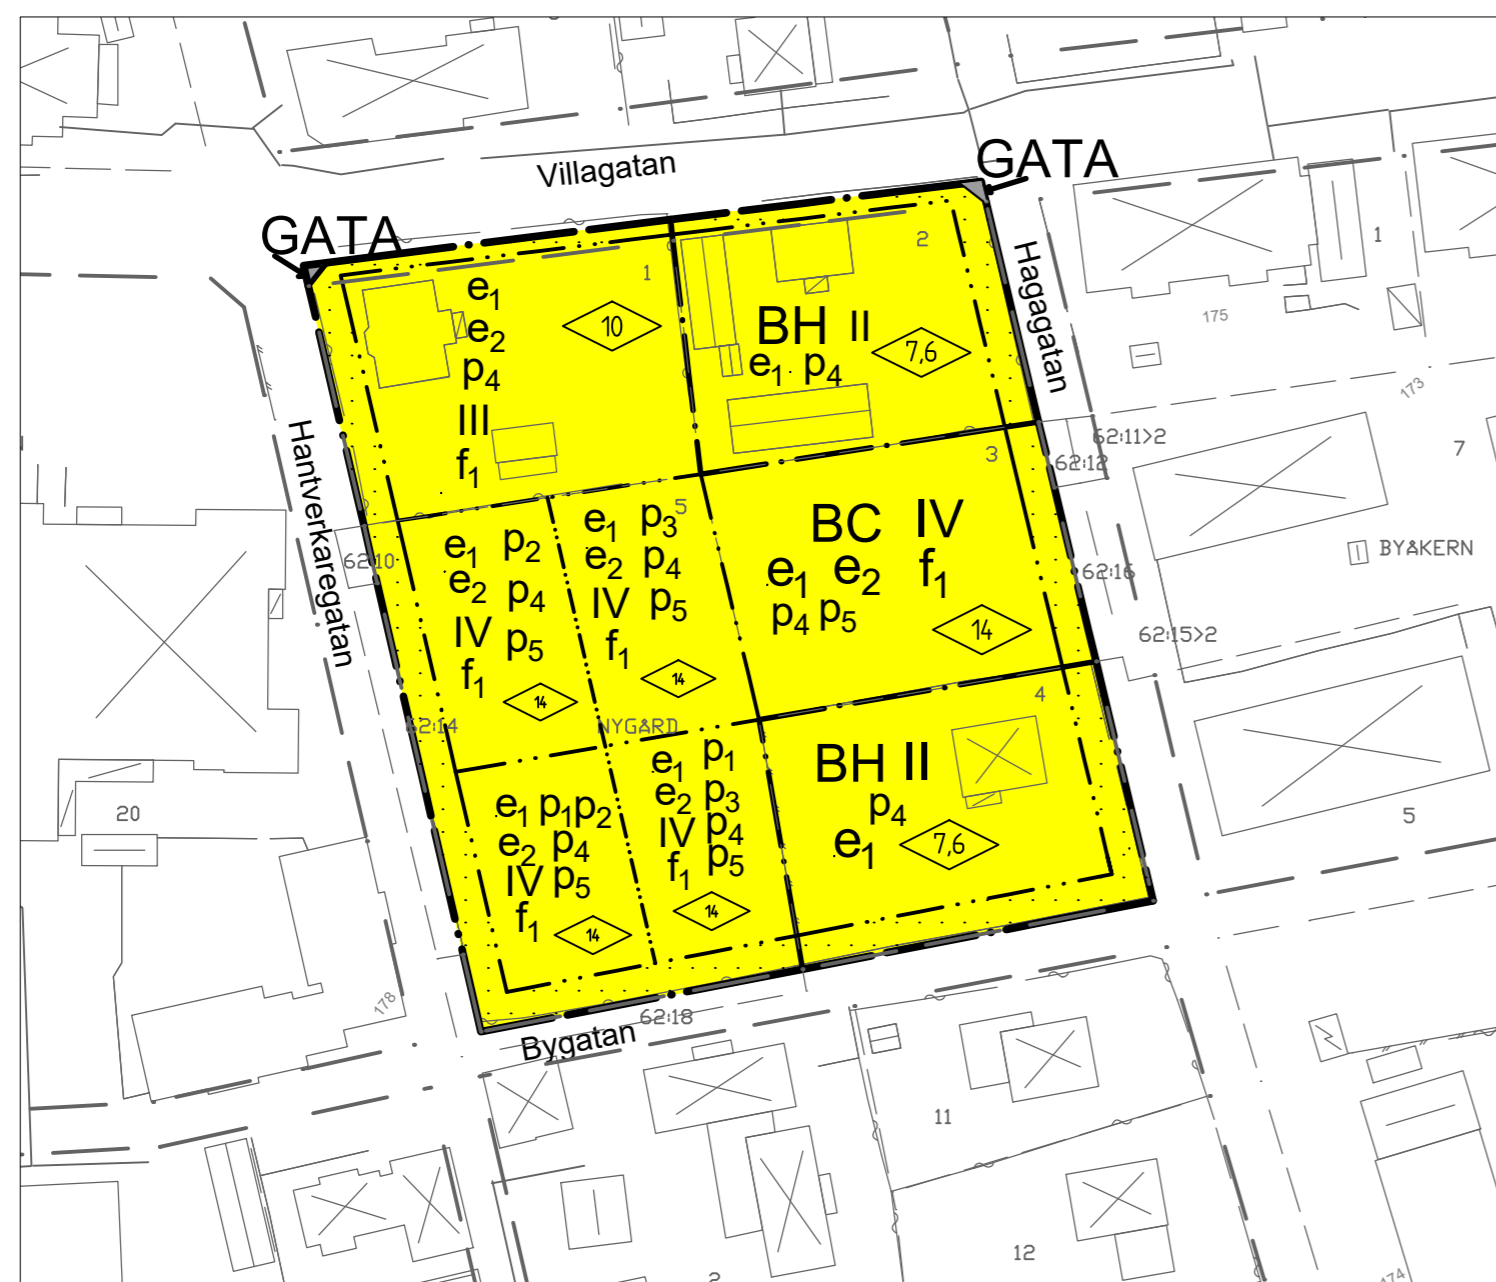 Villagatan
GATA
GATA
Hagagatan
Hantverkaregatan
Bygatan
1
e1
e2
p4
III
f1
10
2
BH II
e1 p4
7,6
3
BC IV
e1 e2 f1
p4 p5
14
4
BH II
p4
e1
7,6
5
e1 p2
e2 p4
IV p5
f1
14
e1 p3
e2 p4
IV p5
f1
14
NYGÅRD
e1 p1p2
e2 p4
IV p5
f1
14
e1 p1
e2 p3
IV p4
f1 p5
14
1
175
173
7
62:11>2
62:12
62:16
62:15>2
BYÅKERN
5
62:10
62:14
62:18
20
178
11
12
174